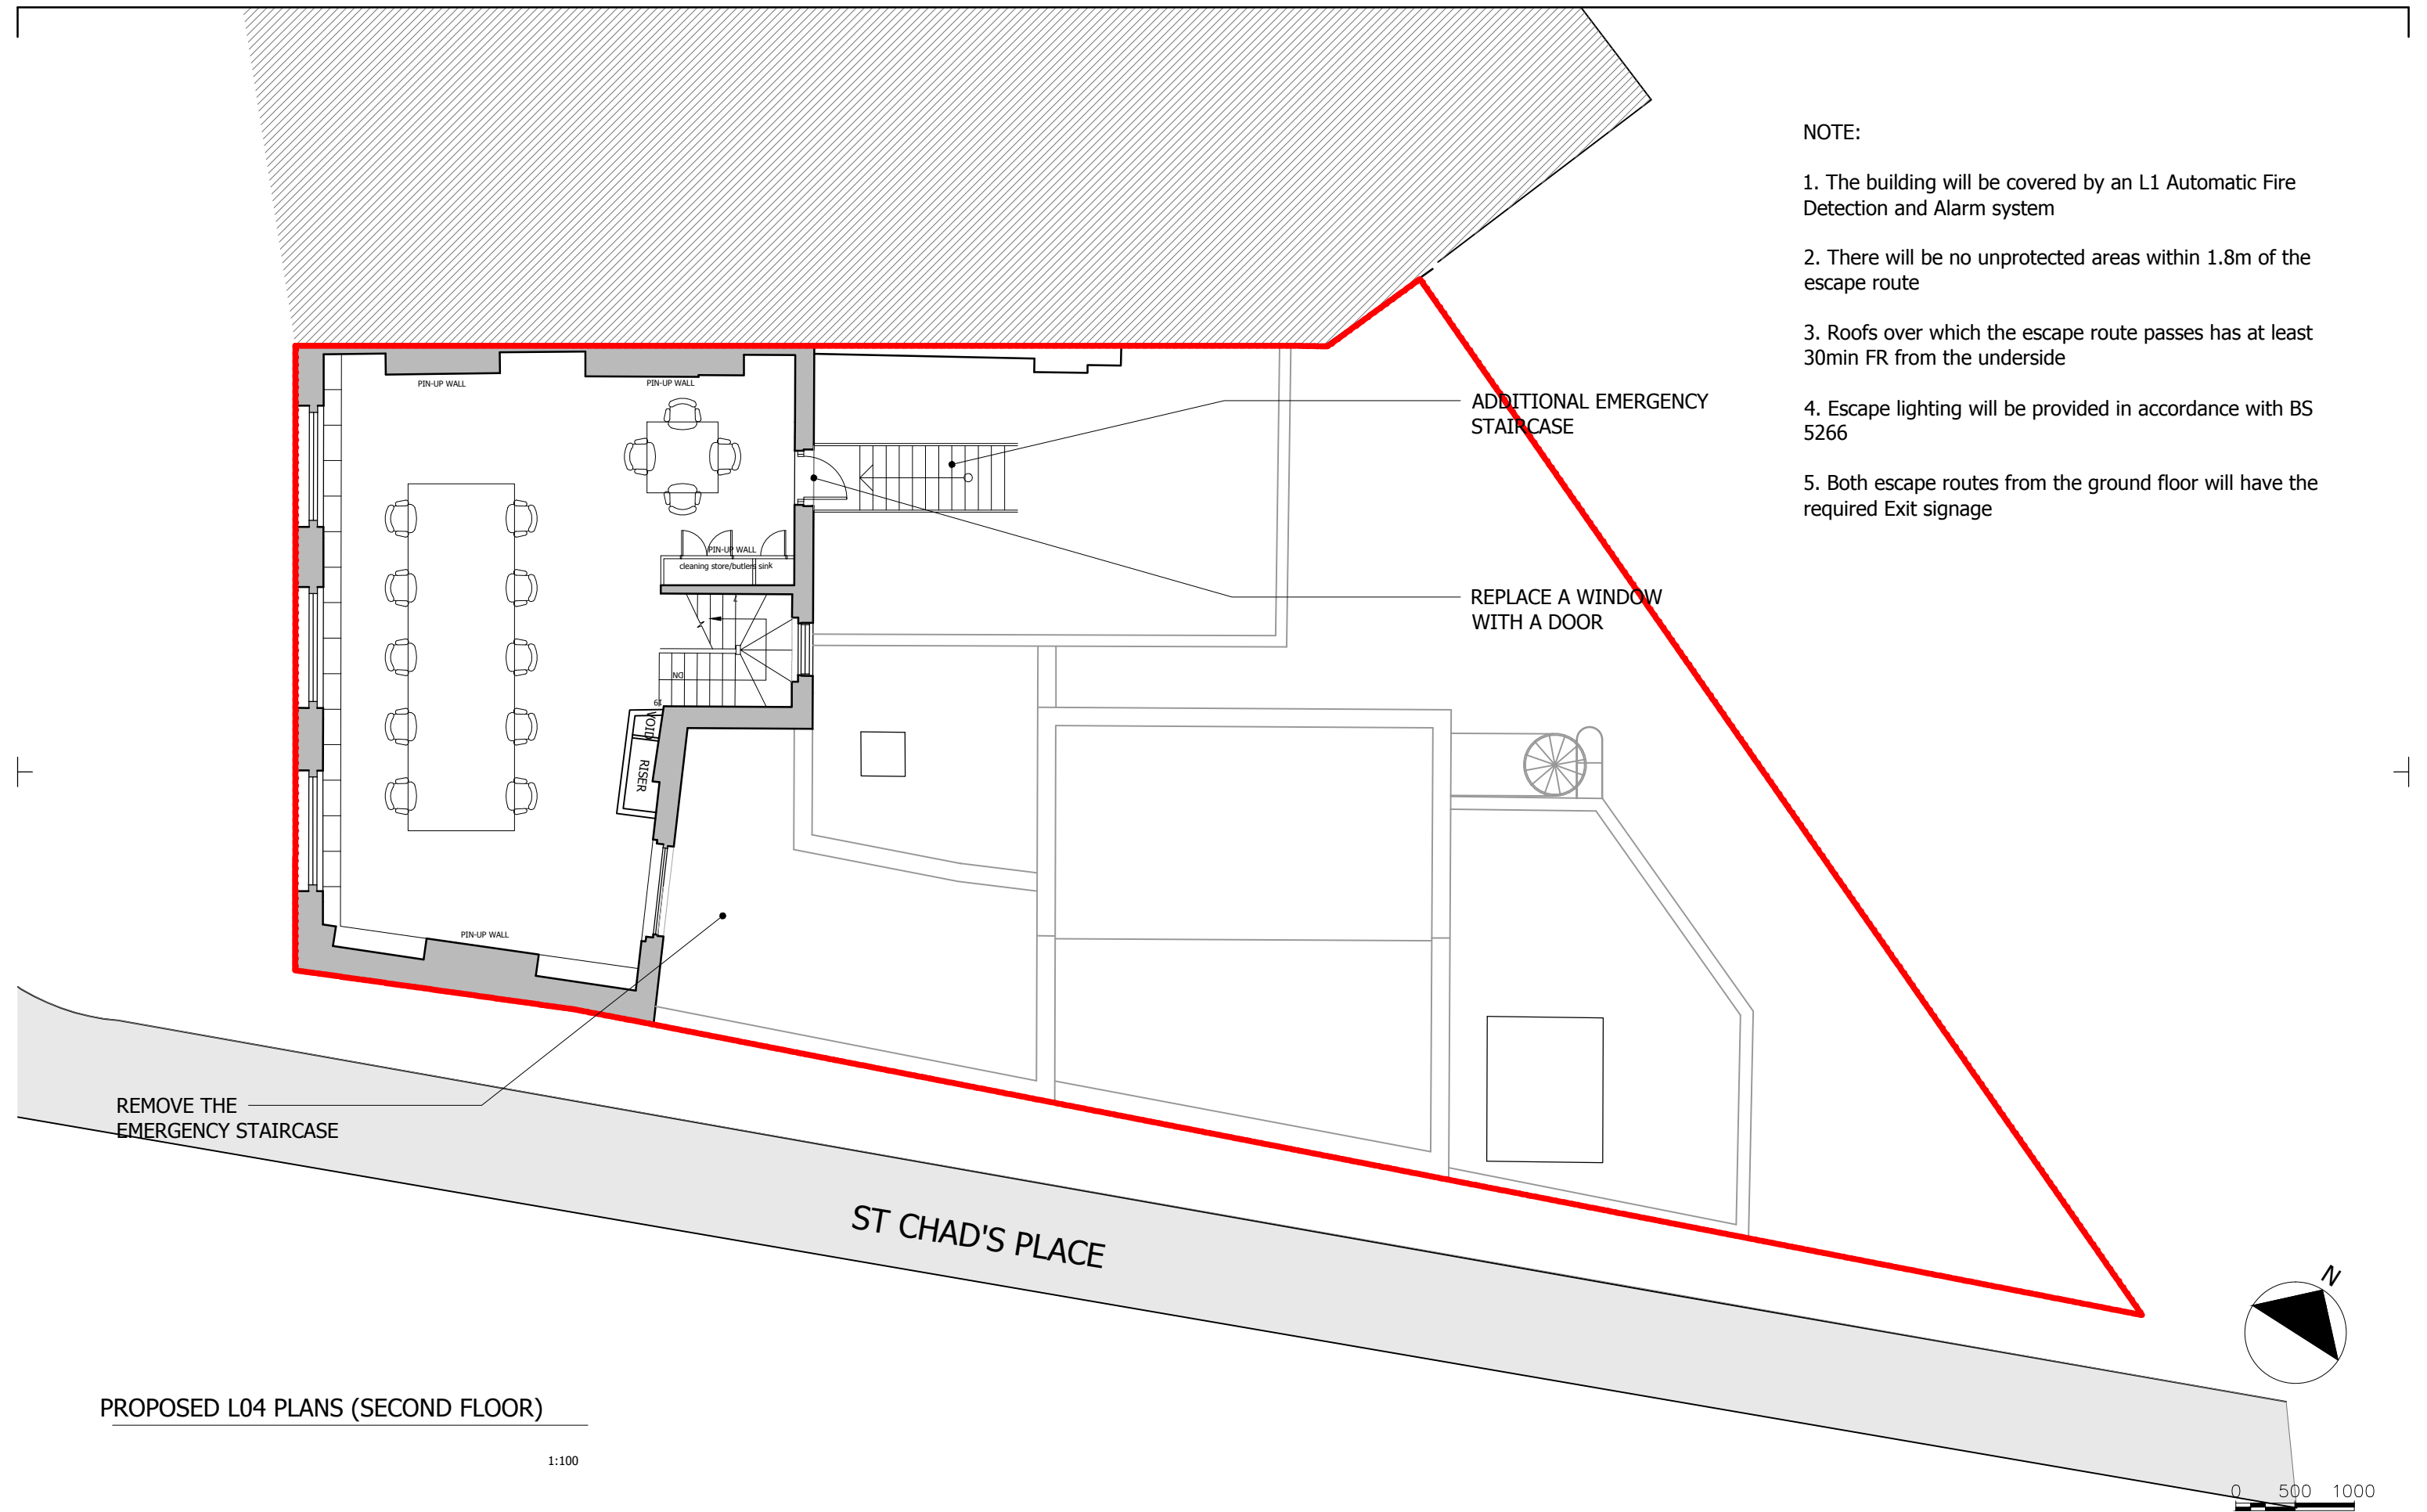 NOTE:
1. The building will be covered by an L1 Automatic Fire
Detection and Alarm system
2. There will be no unprotected areas within 1.8m of the
escape route
3. Roofs over which the escape route passes has at least
30min FR from the underside
4. Escape lighting will be provided in accordance with BS
5266
5. Both escape routes from the ground floor will have the
required Exit signage
PIN-UP WALL
PIN-UP WALL
ADDITIONAL EMERGENCY
STAIRCASE
PIN-UP WALL
cleaning store/butlers sink
REPLACE A WINDOW
WITH A DOOR
7
DN
19
VOID
RISER
PIN-UP WALL
REMOVE THE
EMERGENCY STAIRCASE
ST CHAD'S PLACE
N
PROPOSED L04 PLANS (SECOND FLOOR)
1:100
0 500 1000